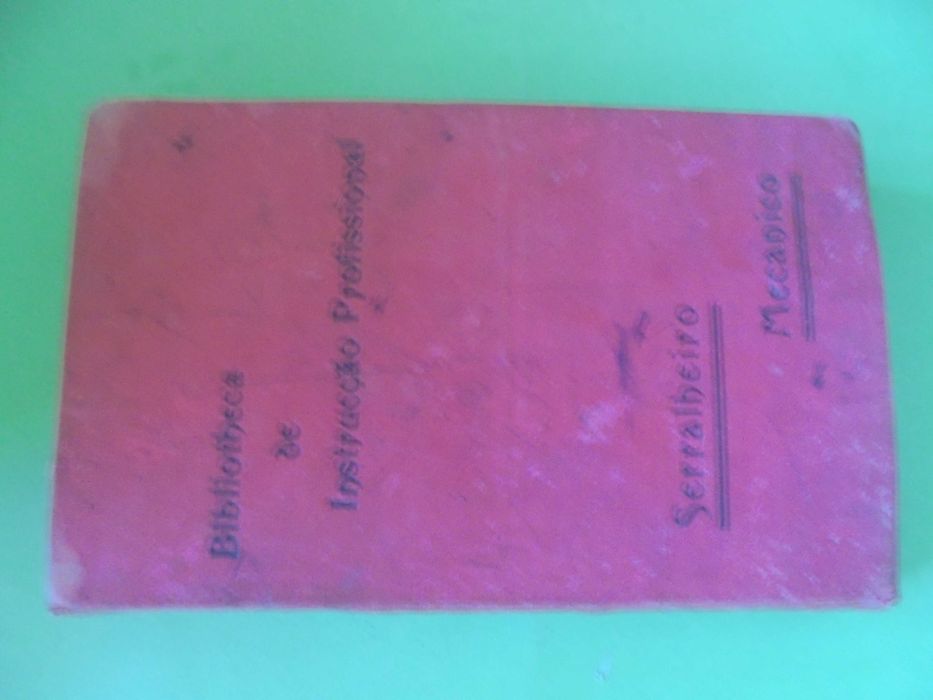 Bibliotheca
de
Instrucção Profissional
Serralheiro
Mecanico